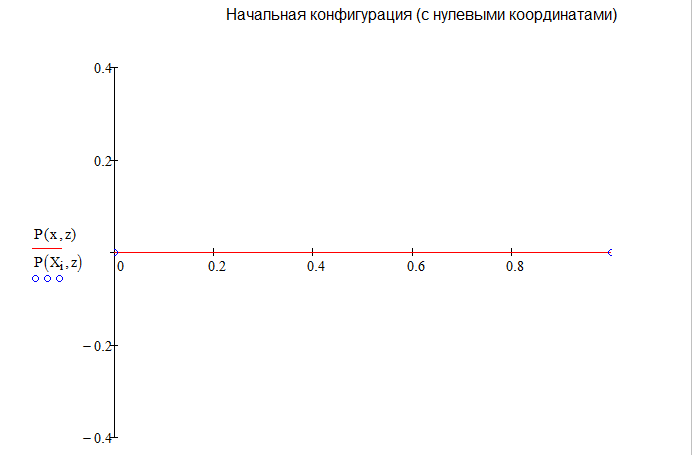 Начальная конфигурация (с нулевыми координатами)
0.4
0.2
P(x,z)
P(Xᵢ,z)
0 0.2 0.4 0.6 0.8
−0.2
−0.4